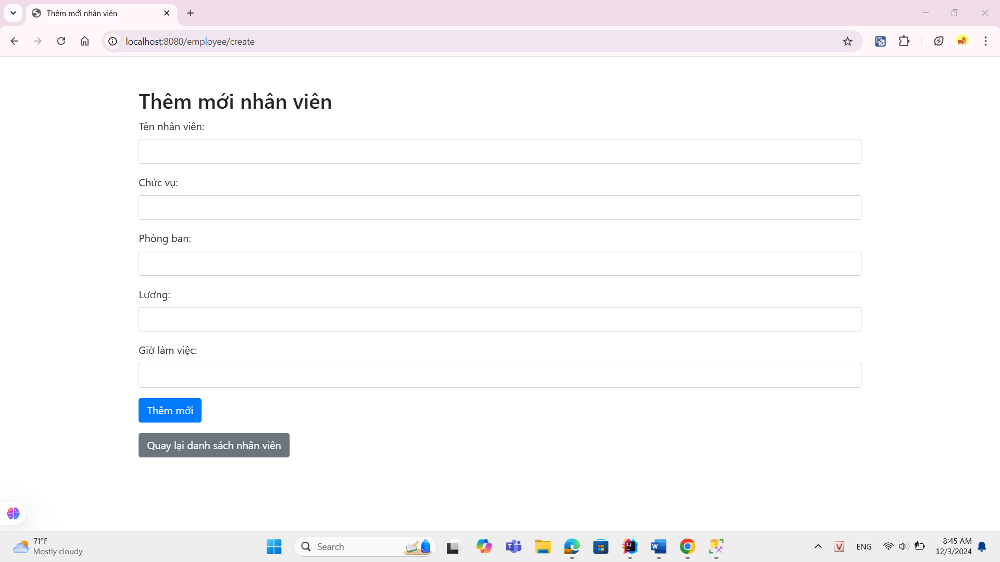 Thêm mới nhân viên
localhost:8080/employee/create
Thêm mới nhân viên
Tên nhân viên:
Chức vụ:
Phòng ban:
Lương:
Giờ làm việc:
Thêm mới
Quay lại danh sách nhân viên
71°F
Mostly cloudy
Search
ENG
8:45 AM
12/3/2024